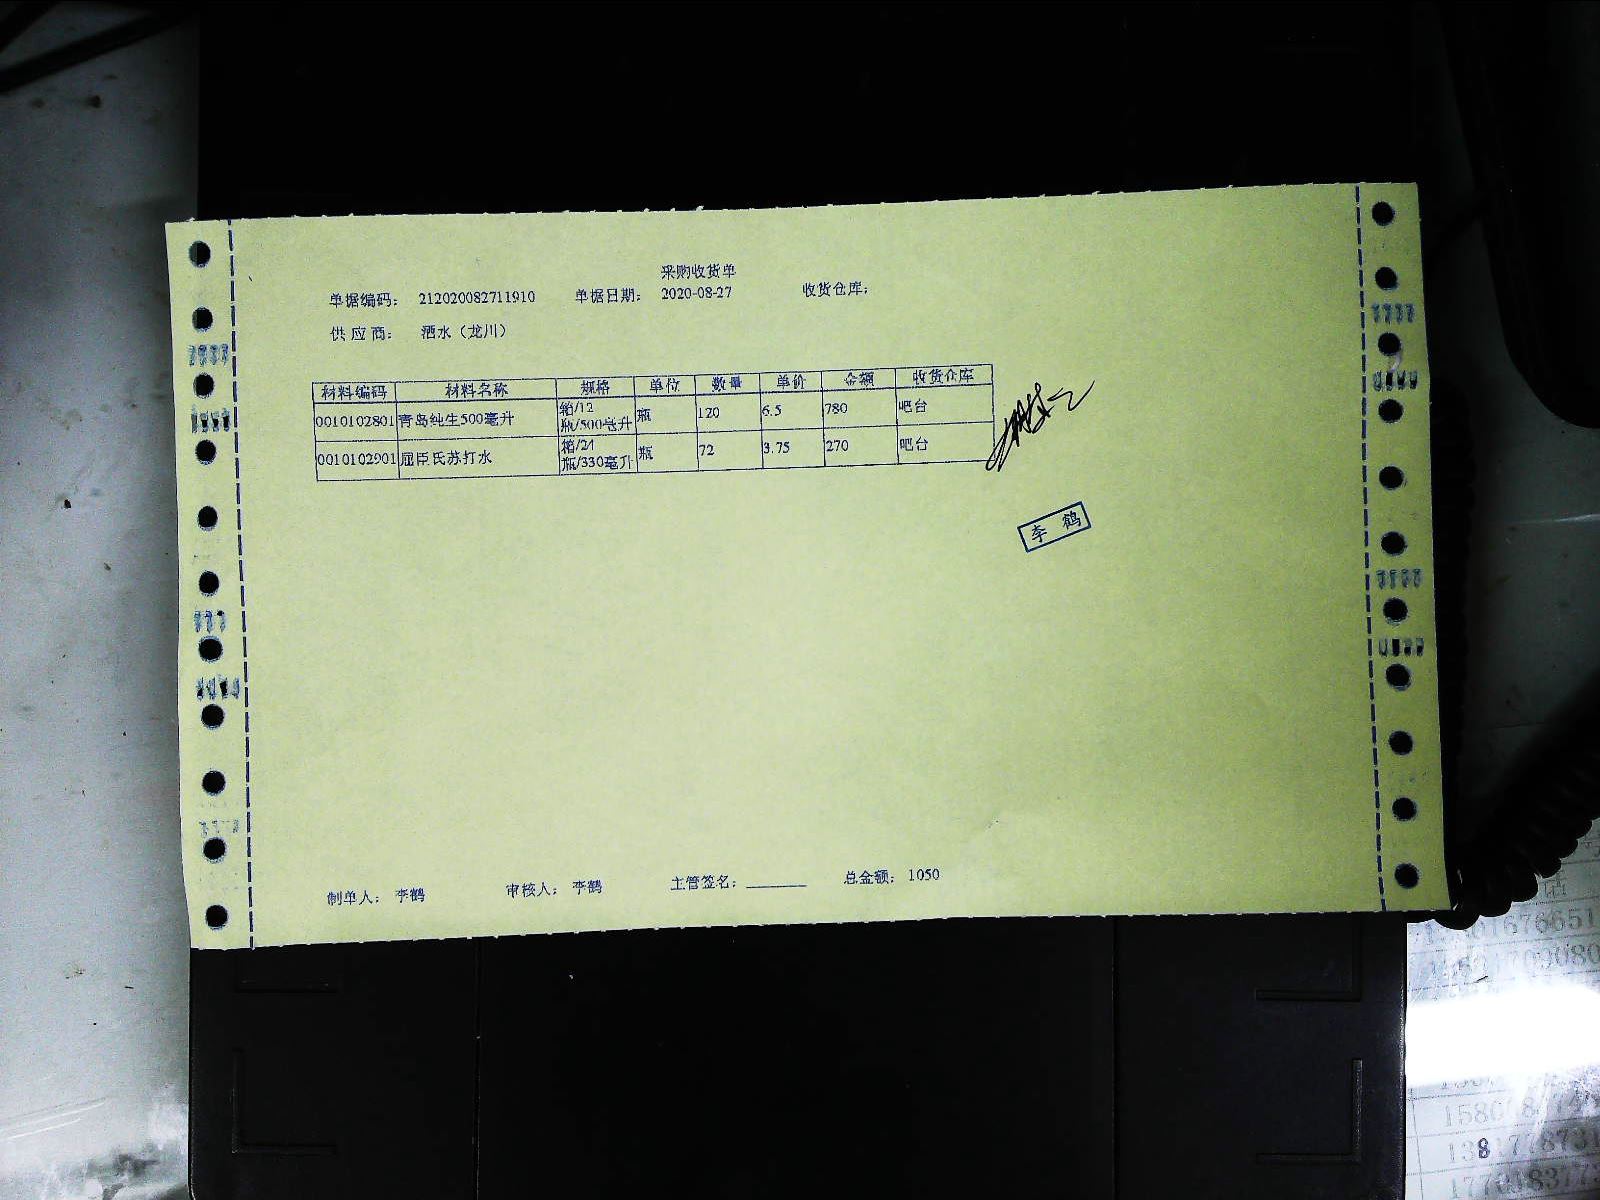 采购收货单
单据编码： 212020082711910 单据日期： 2020-08-27 收货仓库：
供应商： 酒水（龙川）
材料编码 材料名称 规格 单位 数量 单价 金额 收货仓库
0010102801 青岛纯生500毫升 箱/12瓶/500毫升 瓶 120 6.5 780 吧台
0010102901 屈臣氏苏打水 箱/24瓶/330毫升 瓶 72 3.75 270 吧台
李鹤
制单人： 李鹤 审核人： 李鹤 主管签名：______ 总金额： 1050